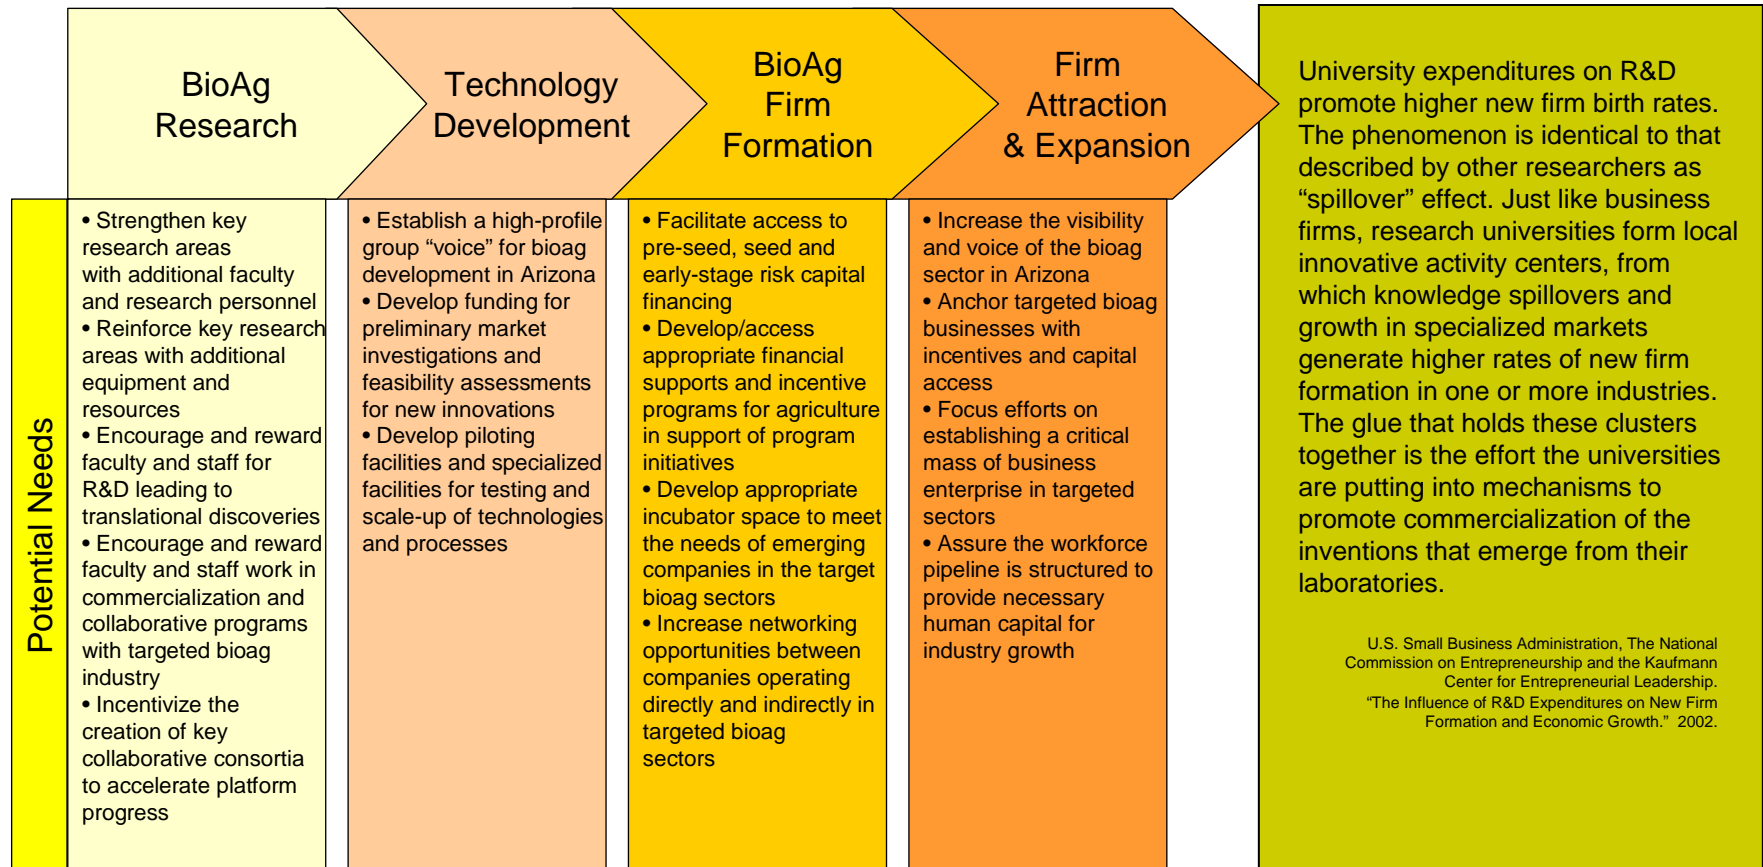 BioAg
Research
Technology
Development
BioAg
Firm
Formation
Firm
Attraction
& Expansion
Potential Needs
• Strengthen key
research areas
with additional faculty
and research personnel
• Reinforce key research
areas with additional
equipment and
resources
• Encourage and reward
faculty and staff for
R&D leading to
translational discoveries
• Encourage and reward
faculty and staff work in
commercialization and
collaborative programs
with targeted bioag
industry
• Incentivize the
creation of key
collaborative consortia
to accelerate platform
progress
• Establish a high-profile
group “voice” for bioag
development in Arizona
• Develop funding for
preliminary market
investigations and
feasibility assessments
for new innovations
• Develop piloting
facilities and specialized
facilities for testing and
scale-up of technologies
and processes
• Facilitate access to
pre-seed, seed and
early-stage risk capital
financing
• Develop/access
appropriate financial
supports and incentive
programs for agriculture
in support of program
initiatives
• Develop appropriate
incubator space to meet
the needs of emerging
companies in the target
bioag sectors
• Increase networking
opportunities between
companies operating
directly and indirectly in
targeted bioag
sectors
• Increase the visibility
and voice of the bioag
sector in Arizona
• Anchor targeted bioag
businesses with
incentives and capital
access
• Focus efforts on
establishing a critical
mass of business
enterprise in targeted
sectors
• Assure the workforce
pipeline is structured to
provide necessary
human capital for
industry growth
University expenditures on R&D
promote higher new firm birth rates.
The phenomenon is identical to that
described by other researchers as
“spillover” effect. Just like business
firms, research universities form local
innovative activity centers, from
which knowledge spillovers and
growth in specialized markets
generate higher rates of new firm
formation in one or more industries.
The glue that holds these clusters
together is the effort the universities
are putting into mechanisms to
promote commercialization of the
inventions that emerge from their
laboratories.
U.S. Small Business Administration, The National
Commission on Entrepreneurship and the Kaufmann
Center for Entrepreneurial Leadership.
“The Influence of R&D Expenditures on New Firm
Formation and Economic Growth.” 2002.